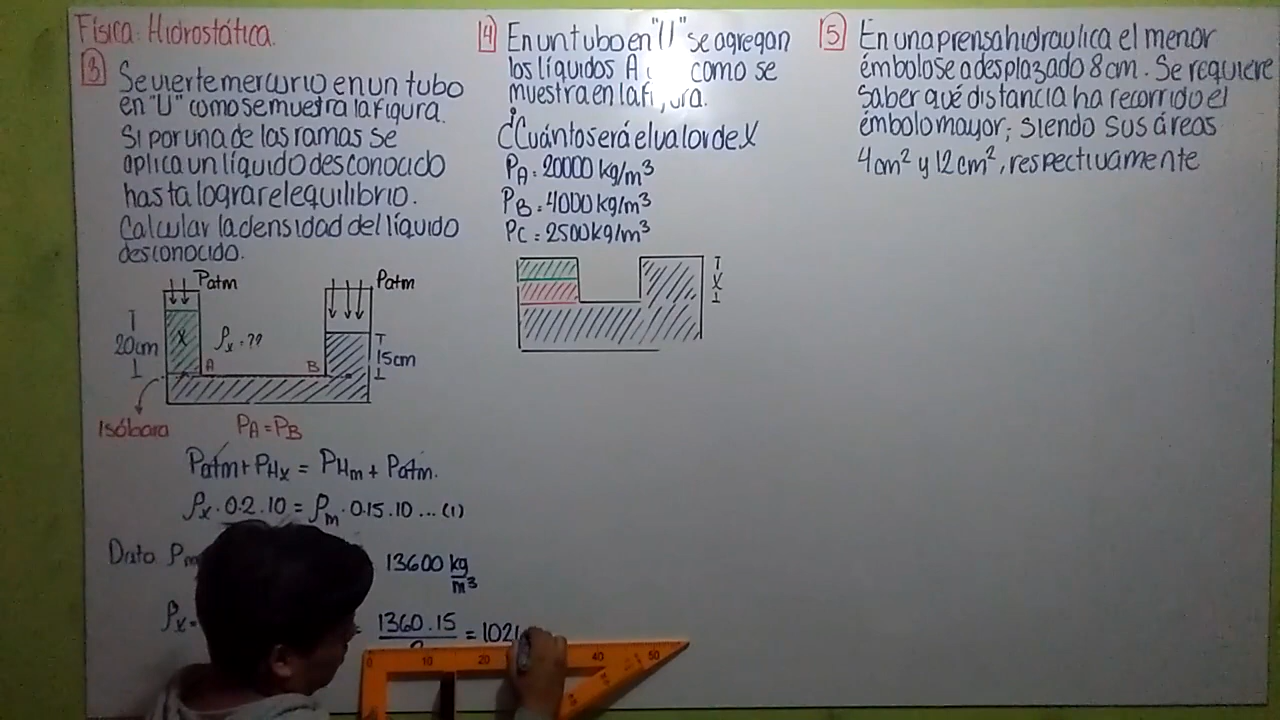 Física: Hidrostática.
3 Se vierte mercurio en un tubo
en "U" como se muestra la figura.
Si por una de las ramas se
aplica un líquido desconocido
hasta lograr el equilibrio.
Calcular la densidad del líquido
desconocido.
Patm
Patm
20cm
X
ρx = ??
A
B
15cm
Isóbara
PA = PB
Patm + PHx = PHm + Patm.
ρx · 0.2 . 10 = ρm · 0.15 . 10 ... (1)
Dato ρm
13600 kg/m³
ρx =
1360 . 15
= 102
0 10 20 40 50
4 En un tubo en "U" se agregan
los líquidos A como se
muestra en la
¿Cuánto será el valor de X
ρA = 20000 kg/m³
ρB = 4000 kg/m³
ρC = 2500 kg/m³
X
5 En una prensa hidraulica el menor
émbolo se a desplazado 8 cm. Se requiere
saber qué distancia ha recorrido el
émbolo mayor; siendo sus áreas
4 cm² y 12 cm², respectivamente